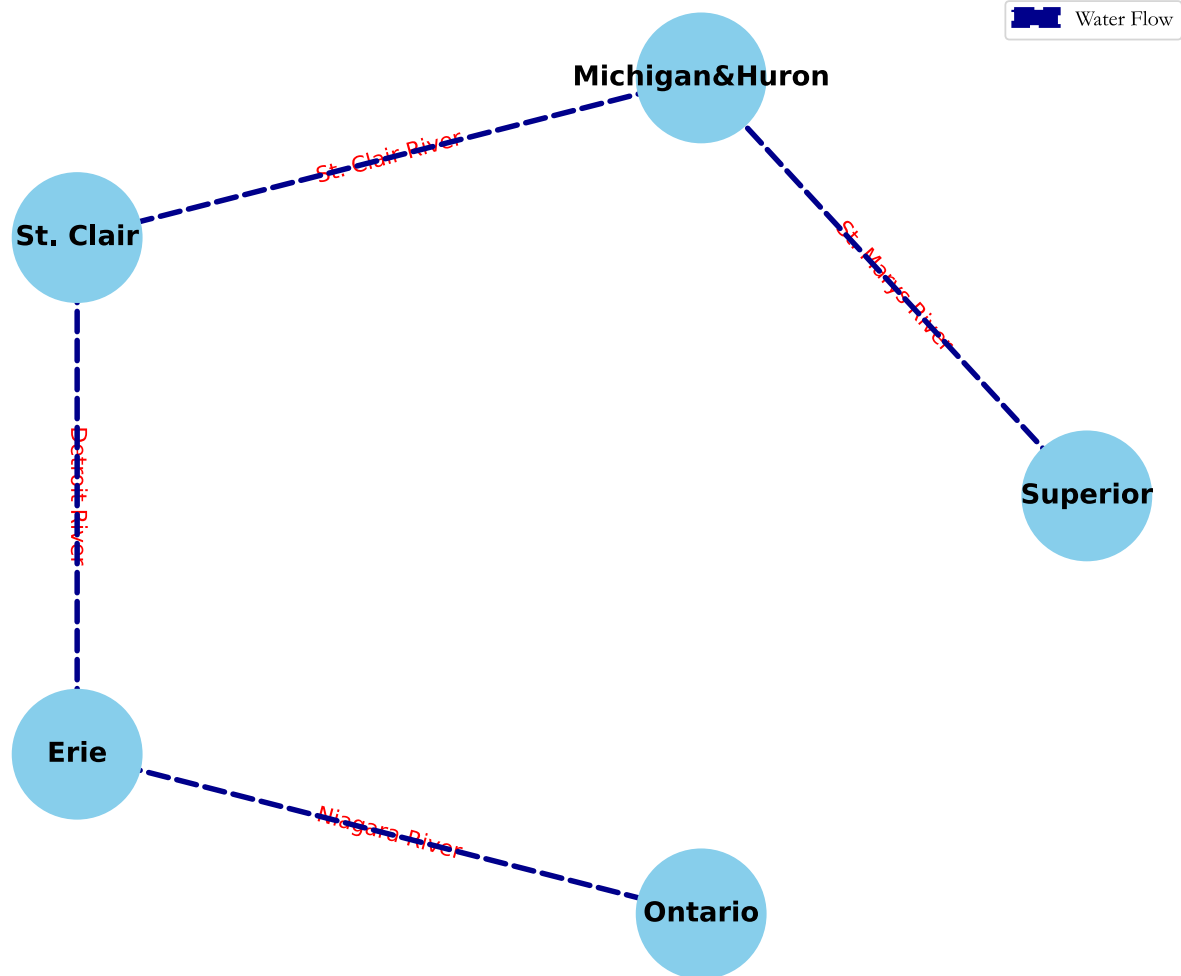 Water Flow
Michigan&Huron
St. Clair River
St. Clair
St. Marys River
Detroit River
Superior
Erie
Niagara River
Ontario